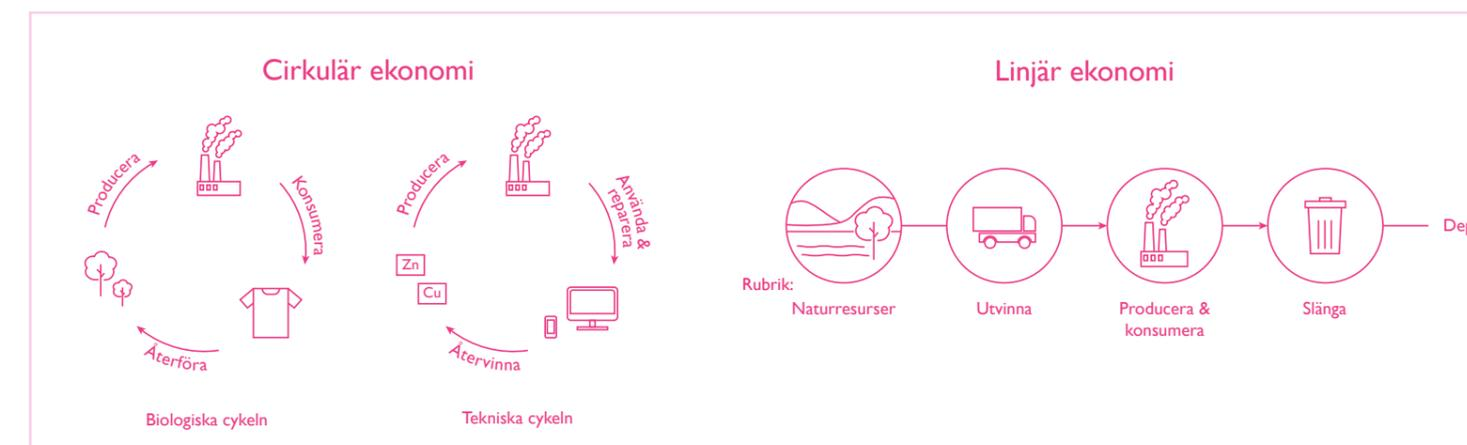 Cirkulär ekonomi
Producera
Konsumera
Återföra
Biologiska cykeln
Producera
Använda &
reparera
Zn
Cu
Återvinna
Tekniska cykeln
Linjär ekonomi
Rubrik:
Naturresurser
Utvinna
Producera &
konsumera
Slänga